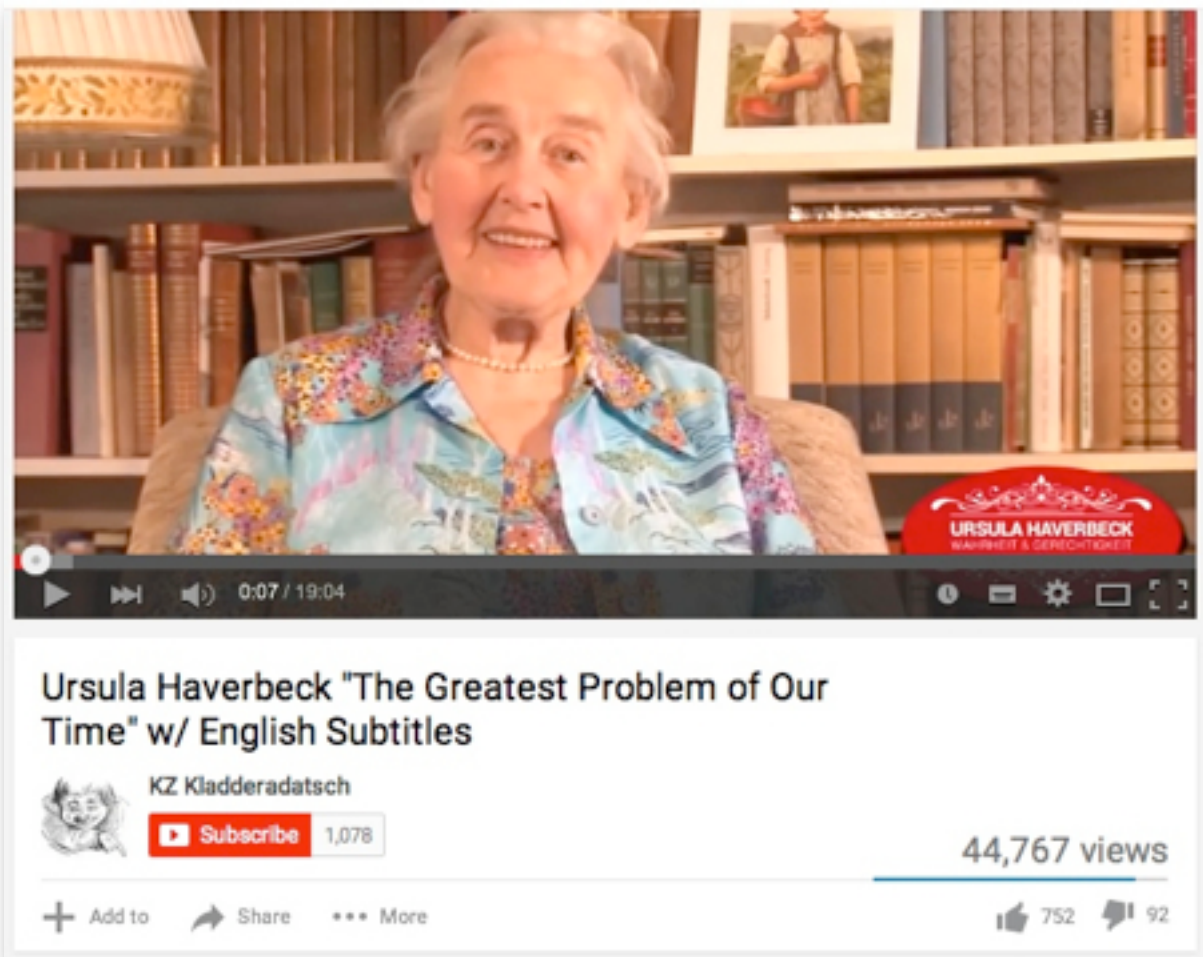 URSULA HAVERBECK
WAHRHEIT & GERECHTIGKEIT
0:07 / 19:04
Ursula Haverbeck "The Greatest Problem of Our
Time" w/ English Subtitles
KZ Kladderadatsch
Subscribe 1,078
44,767 views
Add to Share More
752 92